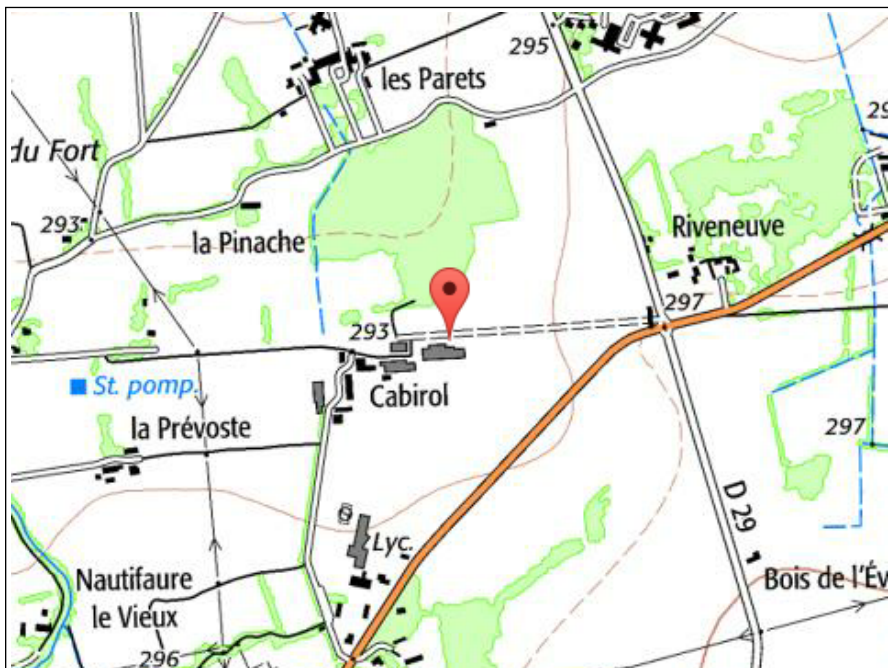 295
les Parets
29
du Fort
293
la Pinache
Riveneuve
297
293
St. pomp.
Cabirol
la Prévoste
297
D 29
Lyc.
Nautifaure
le Vieux
Bois de l'Év
296